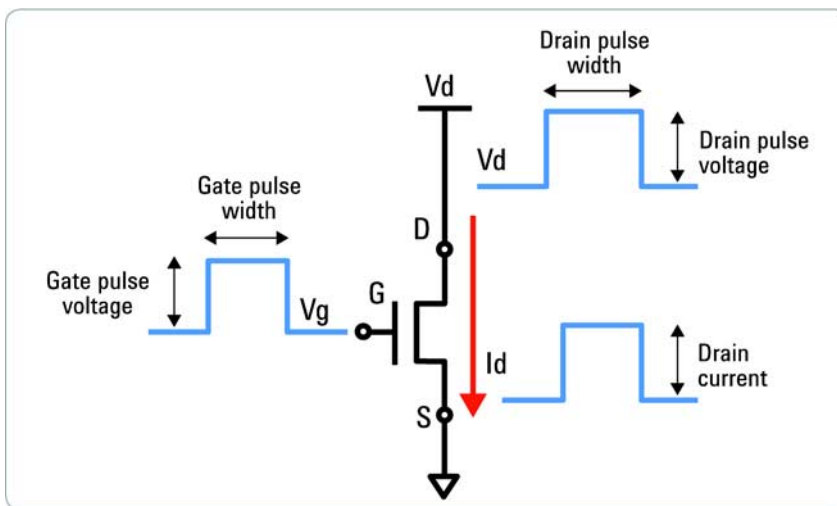 Drain pulse
width
Vd
Vd
Drain pulse
voltage
Gate pulse
width
D
Gate pulse
voltage
Vg
G
Id
Drain
current
S